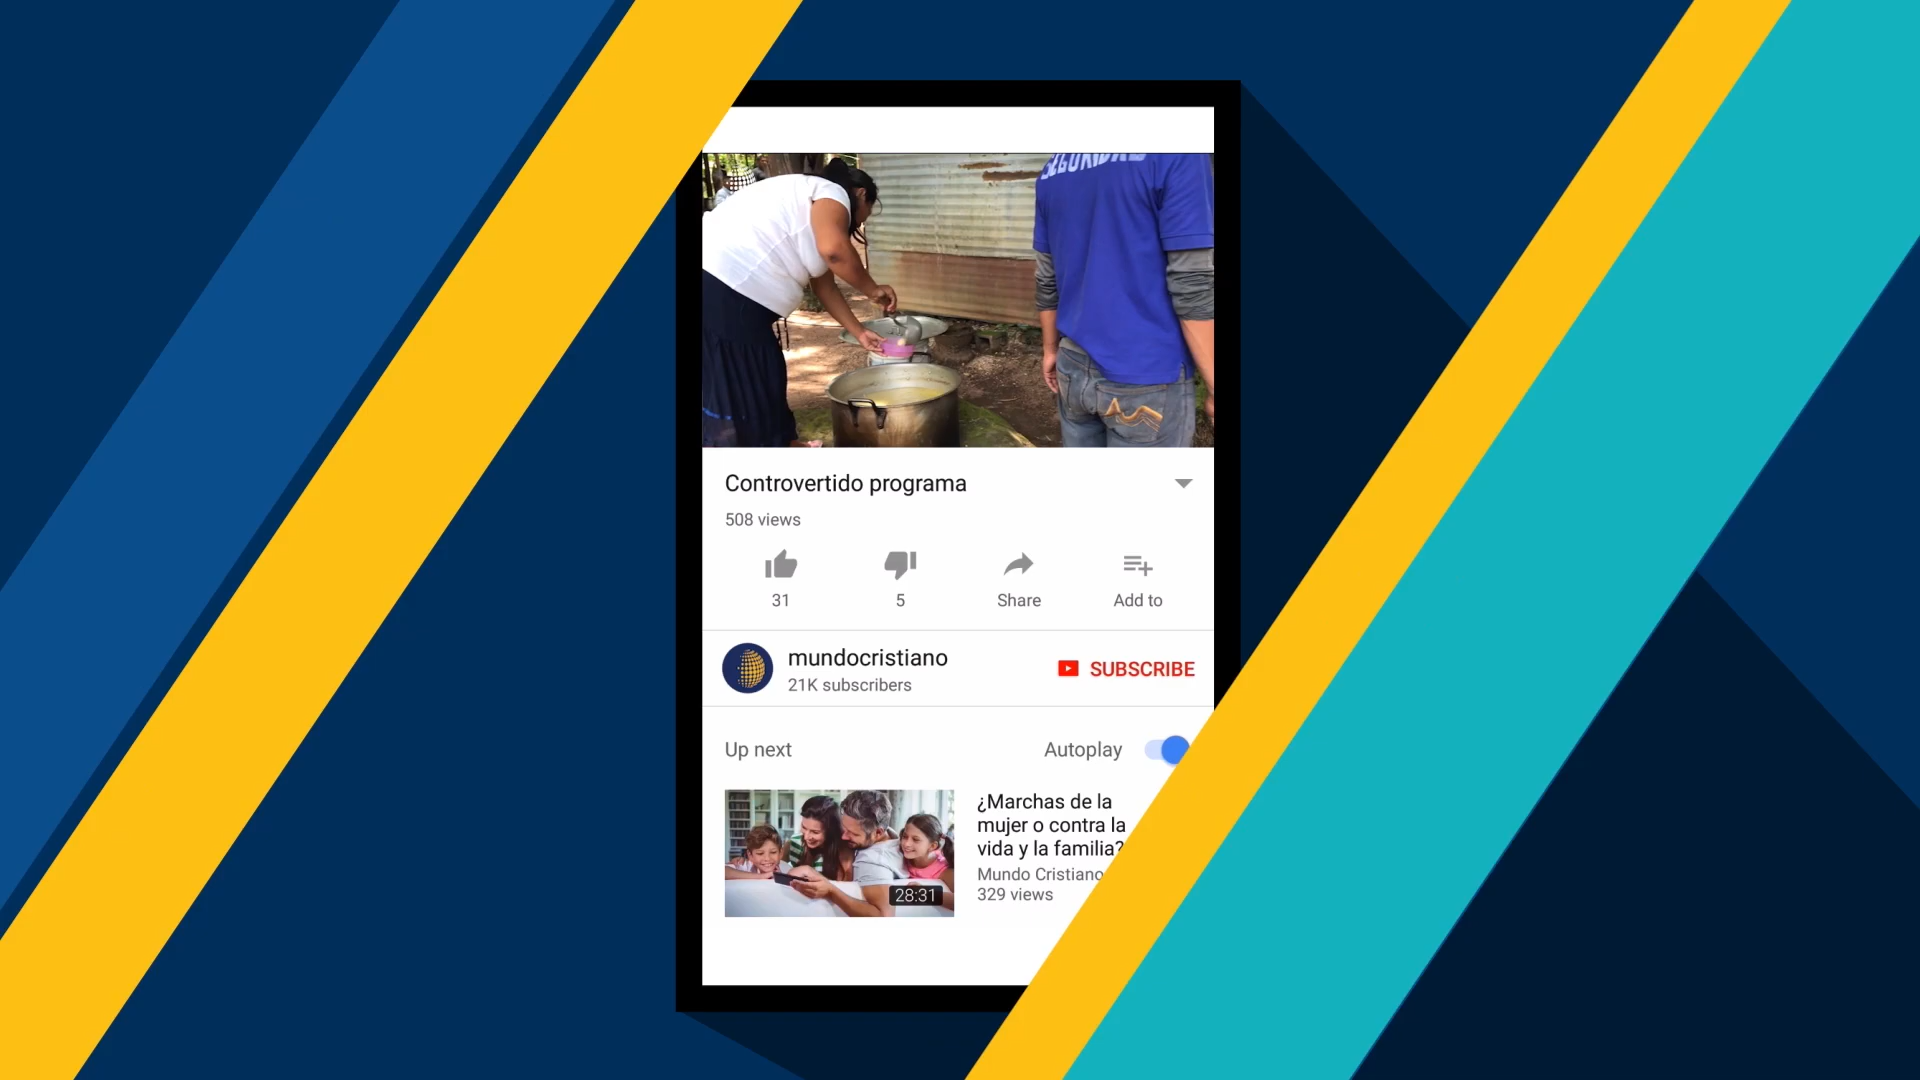 SEGURIDAD
Controvertido programa
508 views
31
5
Share
Add to
mundocristiano
21K subscribers
SUBSCRIBE
Up next
Autoplay
28:31
¿Marchas de la
mujer o contra la
vida y la familia?
Mundo Cristiano
329 views